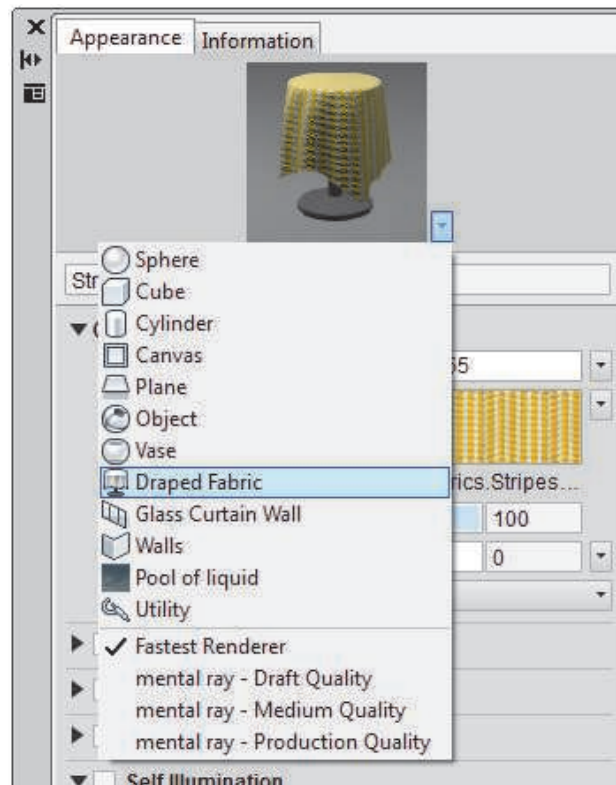 Appearance
Information
Sphere
Str
Cube
Cylinder
Canvas
Plane
Object
Vase
Draped Fabric
rics.Stripes...
Glass Curtain Wall
100
Walls
0
Pool of liquid
Utility
Fastest Renderer
mental ray - Draft Quality
mental ray - Medium Quality
mental ray - Production Quality
Self Illumination